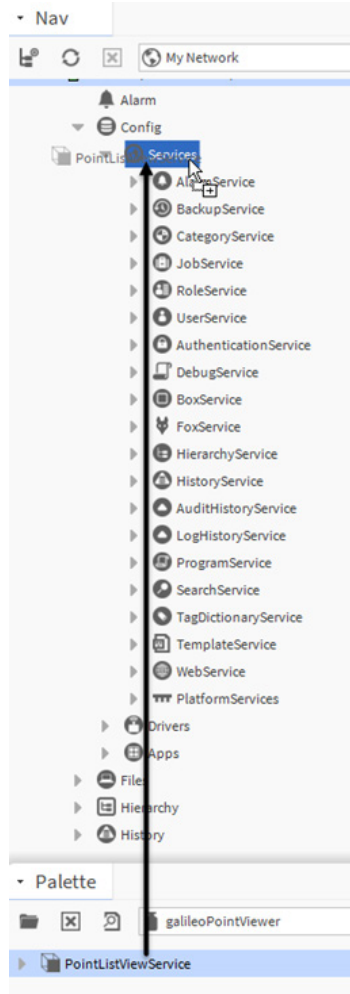 Nav
My Network
Alarm
Config
PointLis
Services
AlarmService
BackupService
CategoryService
JobService
RoleService
UserService
AuthenticationService
DebugService
BoxService
FoxService
HierarchyService
HistoryService
AuditHistoryService
LogHistoryService
ProgramService
SearchService
TagDictionaryService
TemplateService
WebService
PlatformServices
Drivers
Apps
Files
Hierarchy
History
Palette
galileoPointViewer
PointListViewService